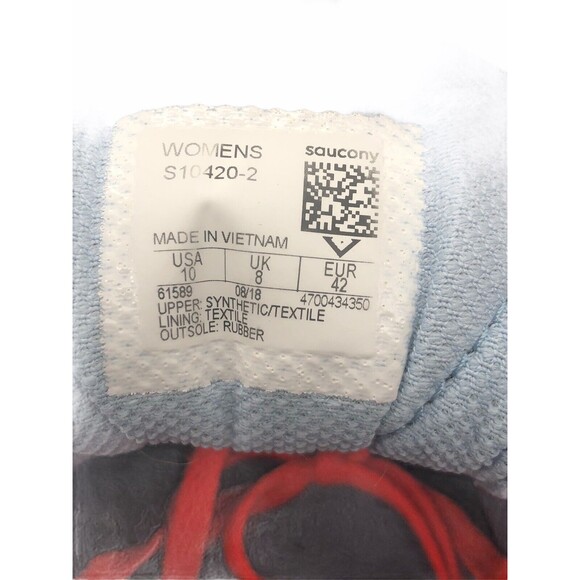 WOMENS
S10420-2
saucony
MADE IN VIETNAM
USA UK EUR
10 8 42
61589 08/18 4700434350
UPPER: SYNTHETIC/TEXTILE
LINING: TEXTILE
OUTSOLE: RUBBER